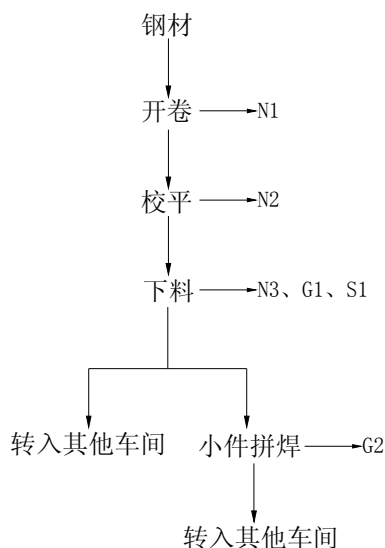 钢材
开卷
N1
校平
N2
下料
N3、G1、S1
转入其他车间
小件拼焊
G2
转入其他车间